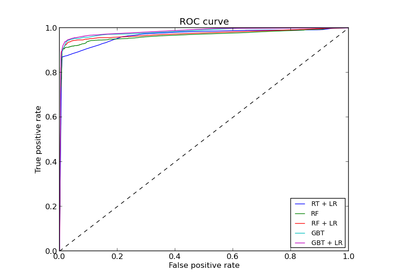 ROC curve
1.0
0.8
0.6
0.4
0.2
0.0
True positive rate
0.0 0.2 0.4 0.6 0.8 1.0
False positive rate
RT + LR
RF
RF + LR
GBT
GBT + LR